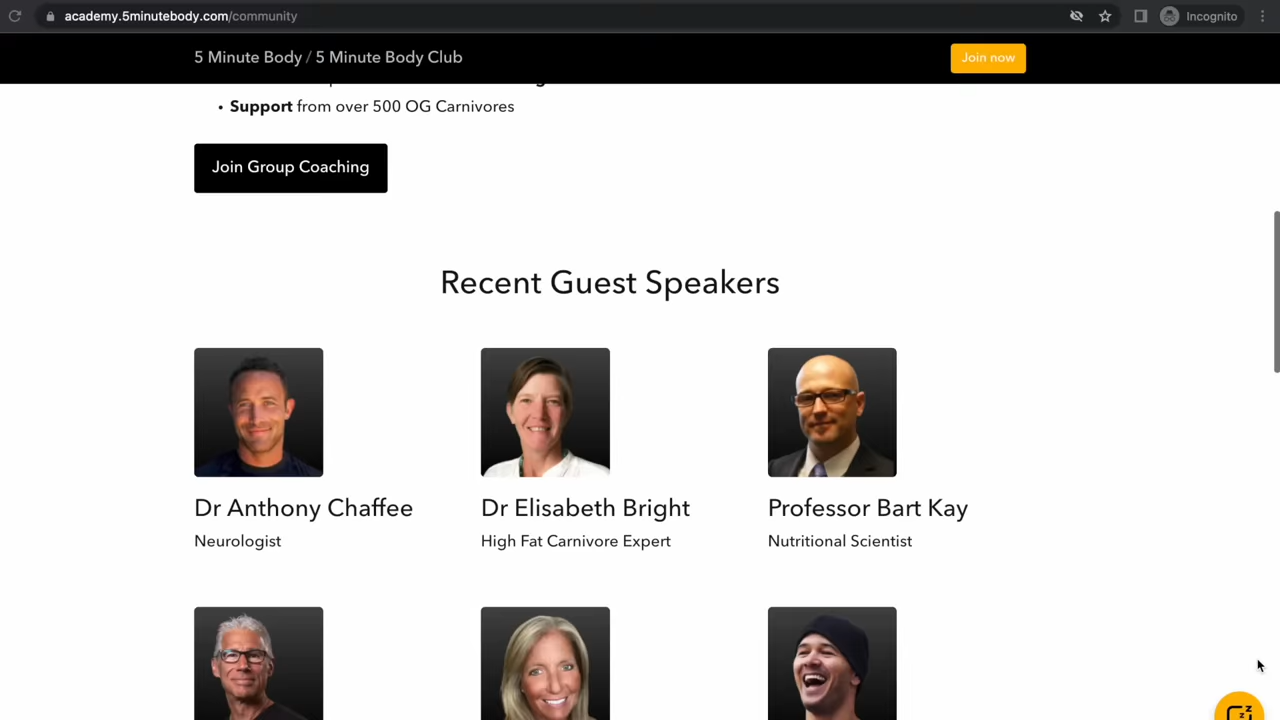 academy.5minutebody.com/community
Incognito
5 Minute Body / 5 Minute Body Club
Join now
• Support from over 500 OG Carnivores
Join Group Coaching
Recent Guest Speakers
Dr Anthony Chaffee
Neurologist
Dr Elisabeth Bright
High Fat Carnivore Expert
Professor Bart Kay
Nutritional Scientist